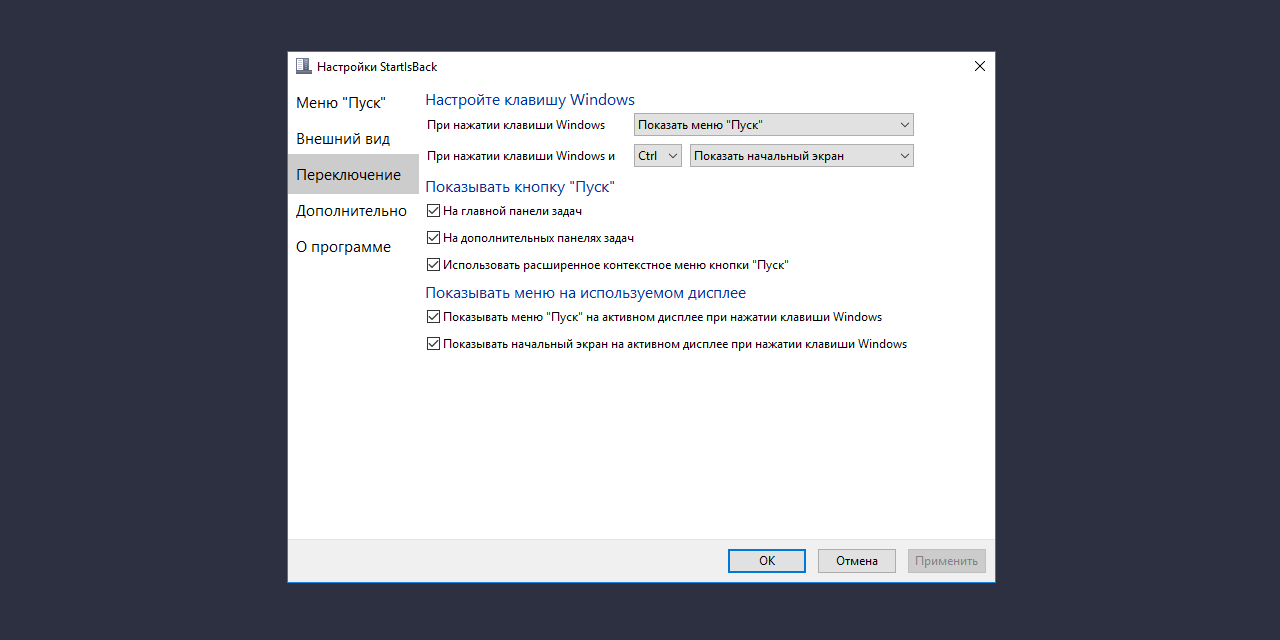 Настройки StartIsBack
Меню "Пуск"
Внешний вид
Переключение
Дополнительно
О программе
Настройте клавишу Windows
При нажатии клавиши Windows Показать меню "Пуск"
При нажатии клавиши Windows и Ctrl Показать начальный экран
Показывать кнопку "Пуск"
На главной панели задач
На дополнительных панелях задач
Использовать расширенное контекстное меню кнопки "Пуск"
Показывать меню на используемом дисплее
Показывать меню "Пуск" на активном дисплее при нажатии клавиши Windows
Показывать начальный экран на активном дисплее при нажатии клавиши Windows
OK Отмена Применить